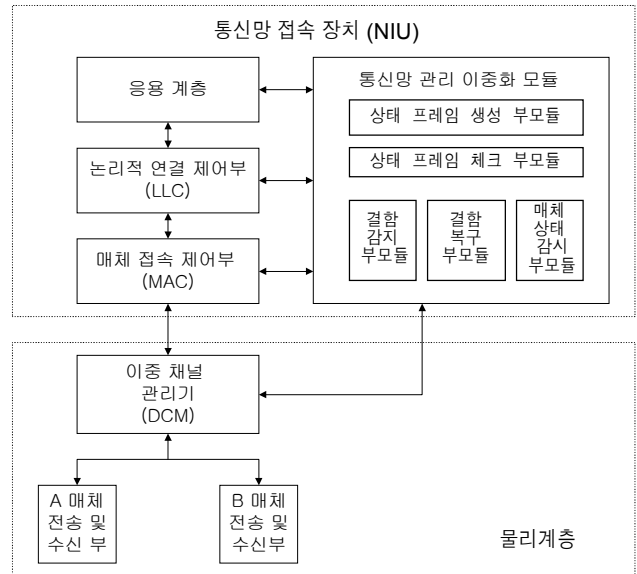 통신망 접속 장치 (NIU)
응용 계층
논리적 연결 제어부
(LLC)
매체 접속 제어부
(MAC)
통신망 관리 이중화 모듈
상태 프레임 생성 부모듈
상태 프레임 체크 부모듈
결함
감지
부모듈
결함
복구
부모듈
매체
상태
감시
부모듈
이중 채널
관리기
(DCM)
A 매체
전송 및
수신 부
B 매체
전송 및
수신부
물리계층